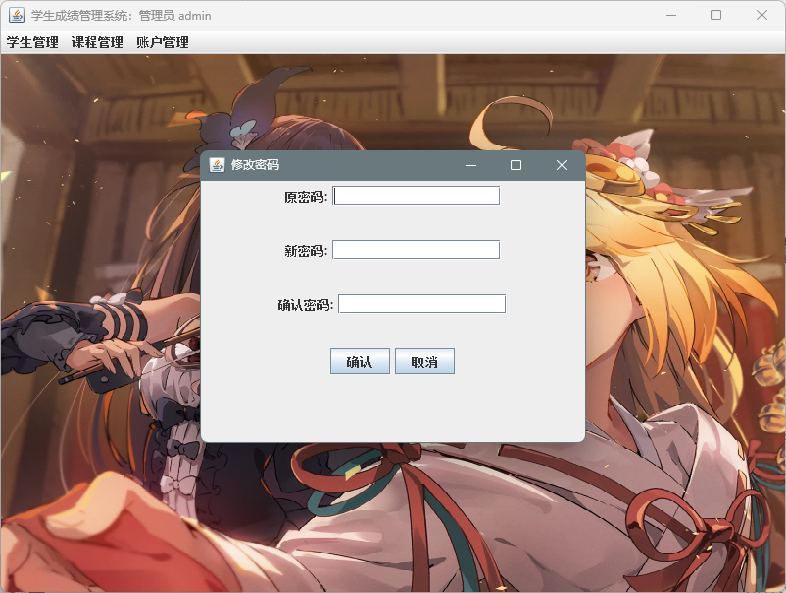 学生成绩管理系统：管理员 admin
学生管理 课程管理 账户管理
修改密码
原密码:
新密码:
确认密码:
确认 取消